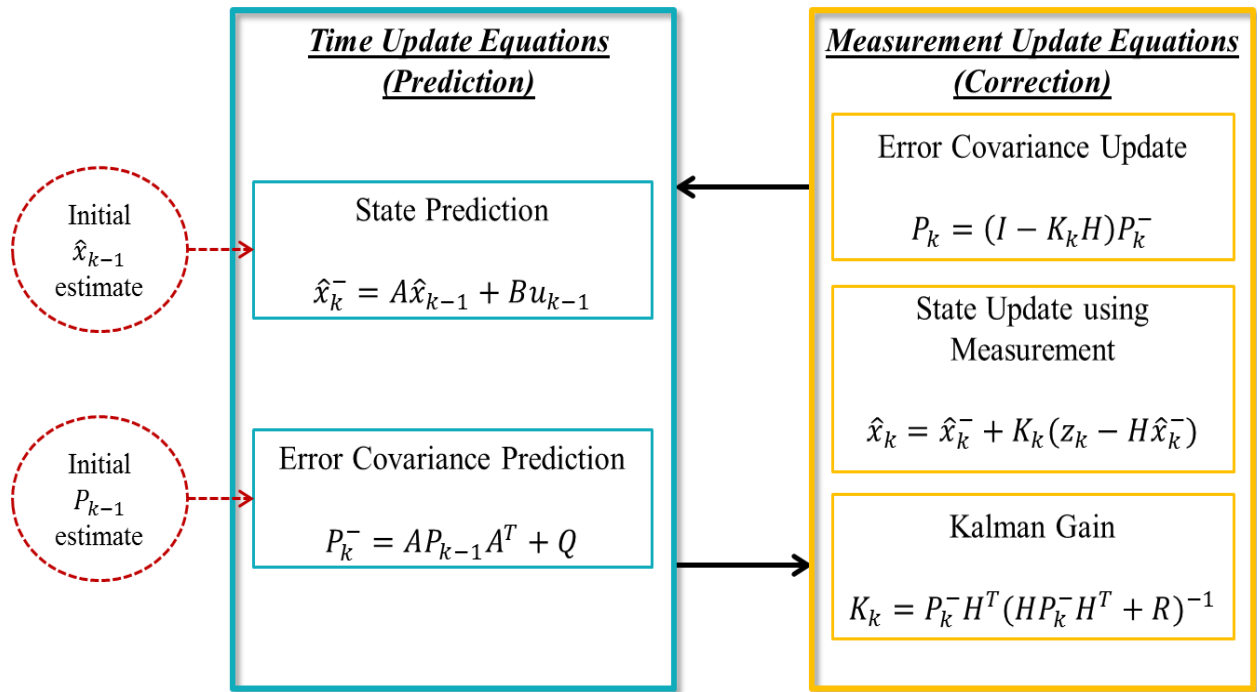 Initial
x̂ₖ₋₁
estimate
Initial
Pₖ₋₁
estimate
Time Update Equations
(Prediction)
State Prediction
x̂ₖ⁻ = Ax̂ₖ₋₁ + Buₖ₋₁
Error Covariance Prediction
Pₖ⁻ = APₖ₋₁Aᵀ + Q
Measurement Update Equations
(Correction)
Error Covariance Update
Pₖ = (I − KₖH)Pₖ⁻
State Update using
Measurement
x̂ₖ = x̂ₖ⁻ + Kₖ(zₖ − Hx̂ₖ⁻)
Kalman Gain
Kₖ = Pₖ⁻Hᵀ(HPₖ⁻Hᵀ + R)⁻¹